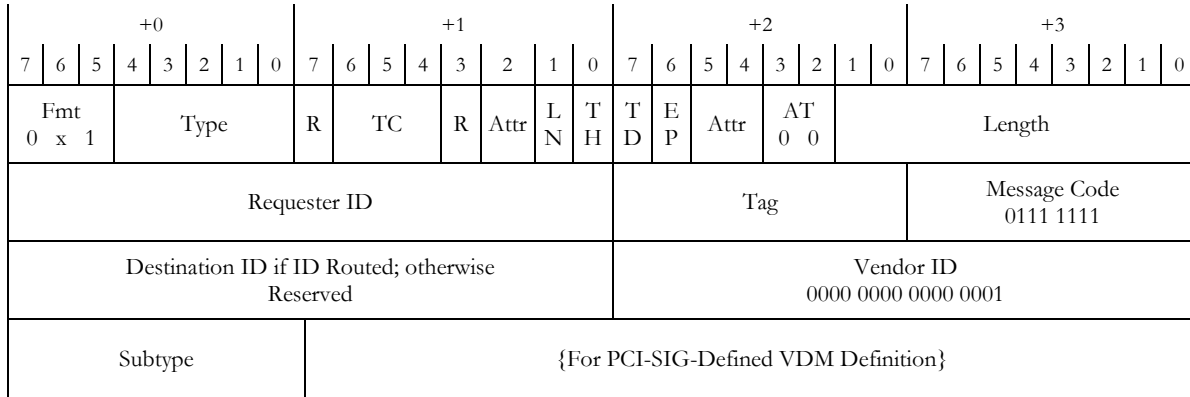 +0 +1 +2 +3
7 6 5 4 3 2 1 0 7 6 5 4 3 2 1 0 7 6 5 4 3 2 1 0 7 6 5 4 3 2 1 0
Fmt
0 x 1
Type
R
TC
R
Attr
L
N
T
H
T
D
E
P
Attr
AT
0 0
Length
Requester ID
Tag
Message Code
0111 1111
Destination ID if ID Routed; otherwise
Reserved
Vendor ID
0000 0000 0000 0001
Subtype
{For PCI-SIG-Defined VDM Definition}